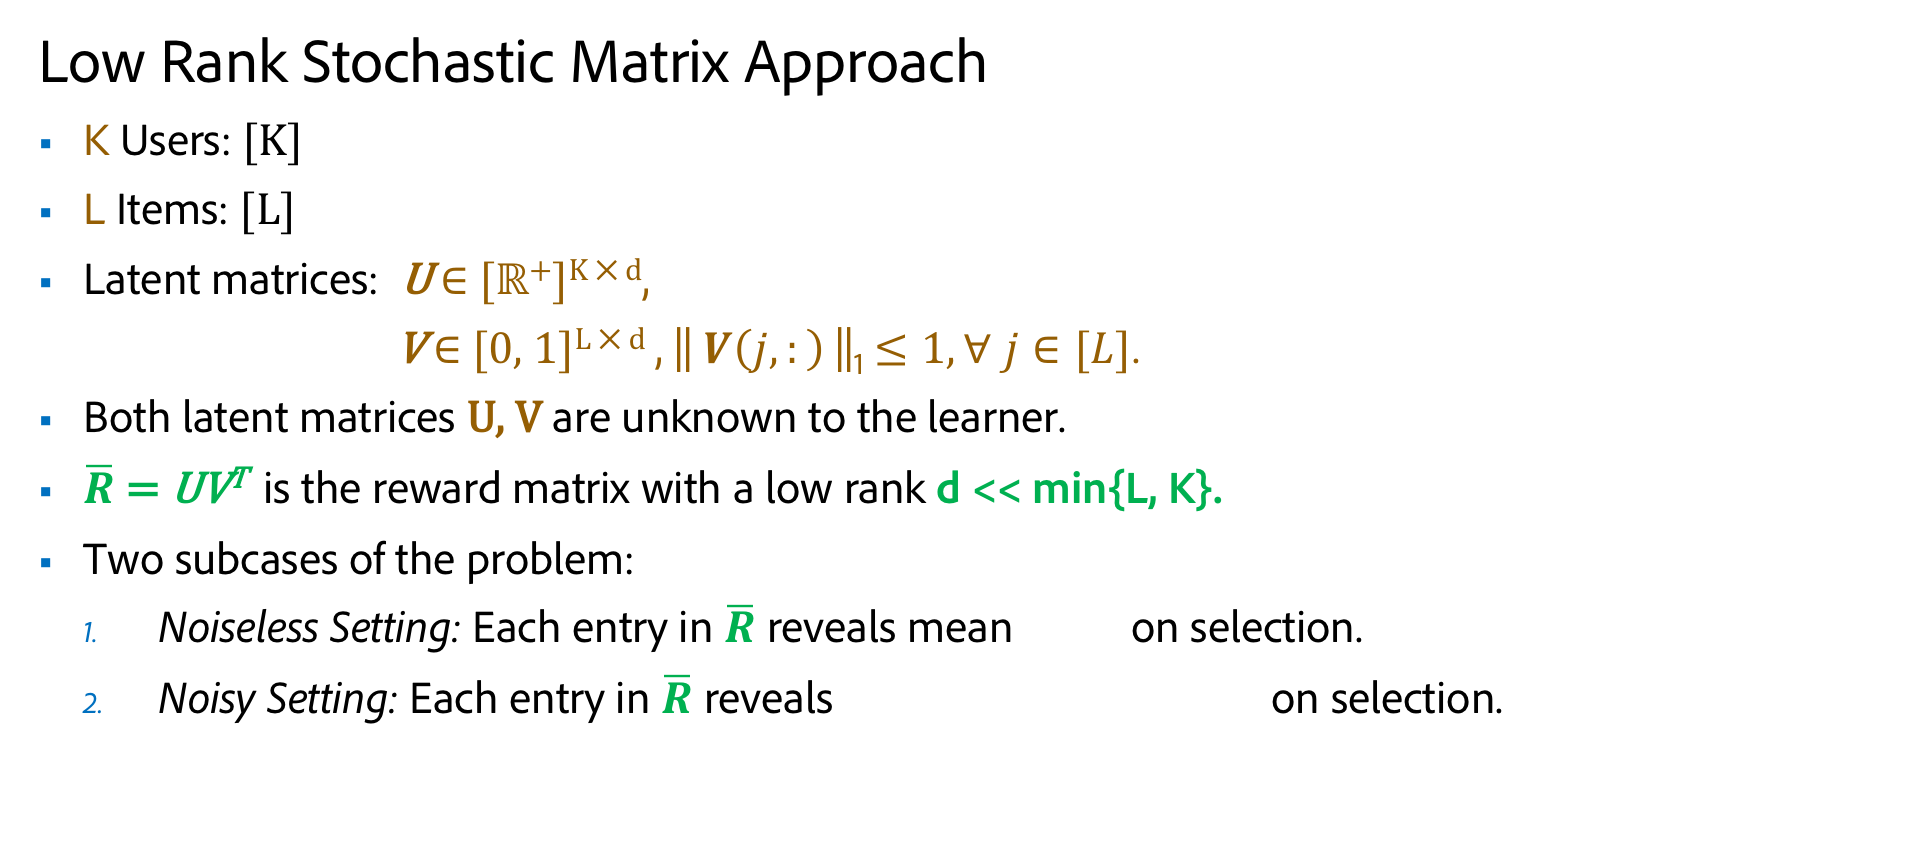 Low Rank Stochastic Matrix Approach
▪ K Users: [K]
▪ L Items: [L]
▪ Latent matrices: U ∈ [ℝ⁺]^{K × d},
V ∈ [0, 1]^{L × d}, ‖ V(j,: ) ‖₁ ≤ 1, ∀ j ∈ [L].
▪ Both latent matrices U, V are unknown to the learner.
▪ R̅ = UVᵀ is the reward matrix with a low rank d << min{L, K}.
▪ Two subcases of the problem:
1. Noiseless Setting: Each entry in R̅ reveals mean on selection.
2. Noisy Setting: Each entry in R̅ reveals on selection.